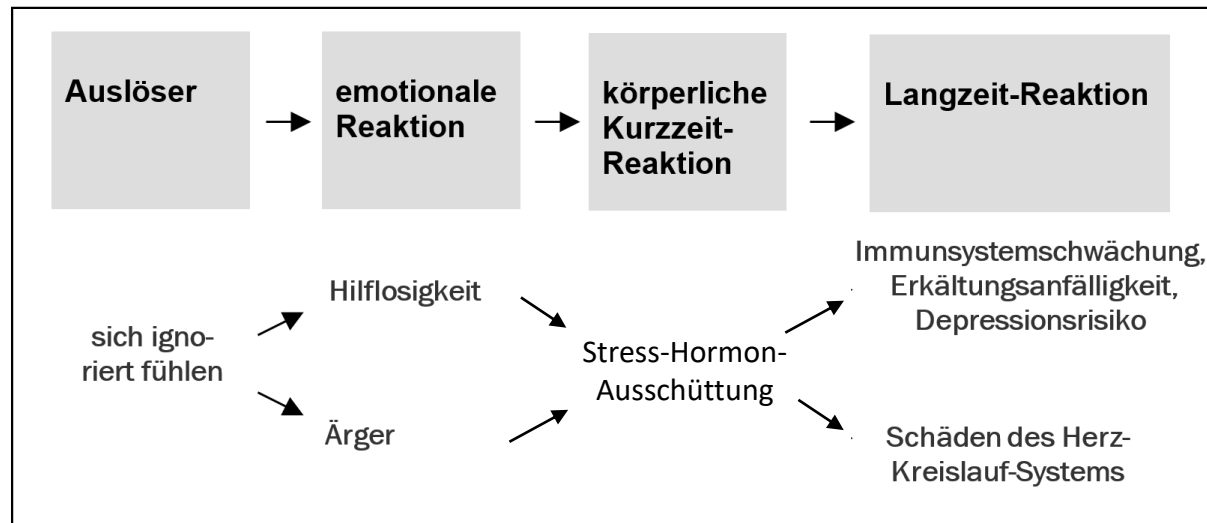 Auslöser
emotionale
Reaktion
körperliche
Kurzzeit-
Reaktion
Langzeit-Reaktion
sich igno-
riert fühlen
Hilflosigkeit
Ärger
Stress-Hormon-
Ausschüttung
Immunsystemschwächung,
Erkältungsanfälligkeit,
Depressionsrisiko
Schäden des Herz-
Kreislauf-Systems